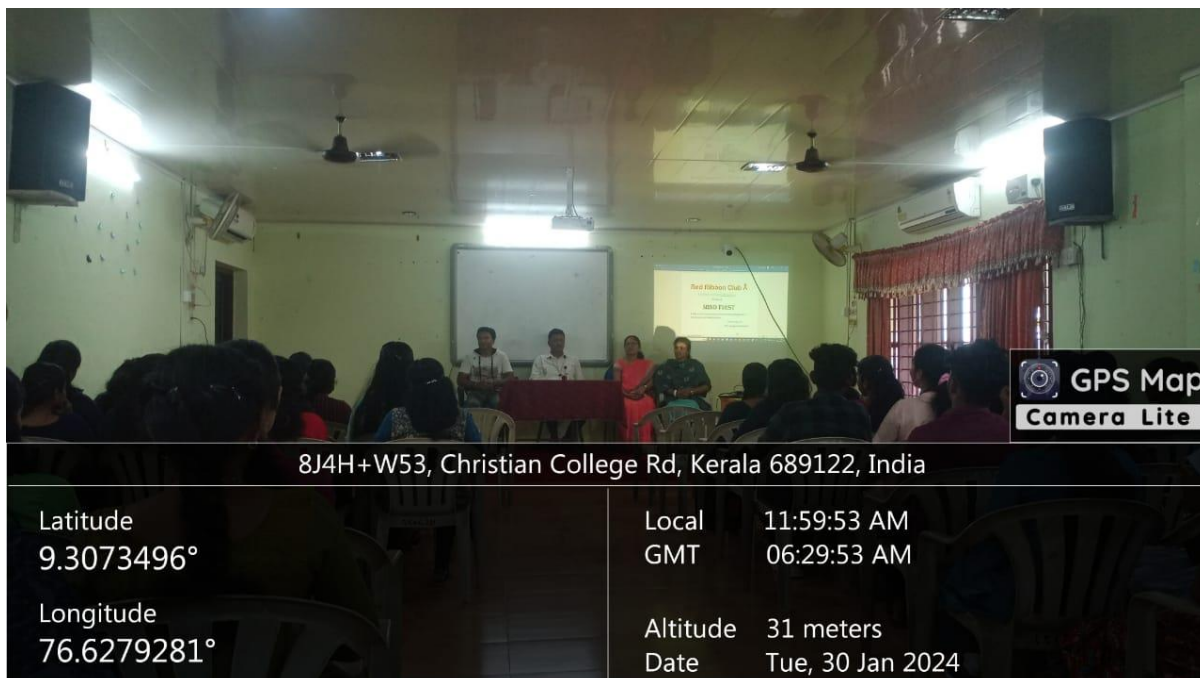 Red Ribbon Club
MIND FIRST
GPS Map
Camera Lite
8J4H+W53, Christian College Rd, Kerala 689122, India
Latitude
9.3073496°
Longitude
76.6279281°
Local 11:59:53 AM
GMT 06:29:53 AM
Altitude 31 meters
Date Tue, 30 Jan 2024